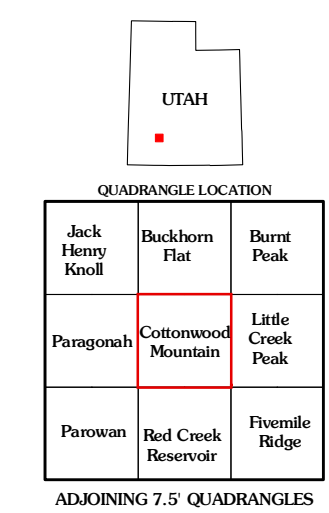 UTAH
QUADRANGLE LOCATION
Jack
Henry
Knoll
Buckhorn
Flat
Burnt
Peak
Paragonah
Cottonwood
Mountain
Little
Creek
Peak
Parowan
Red Creek
Reservoir
Fivemile
Ridge
ADJOINING 7.5' QUADRANGLES